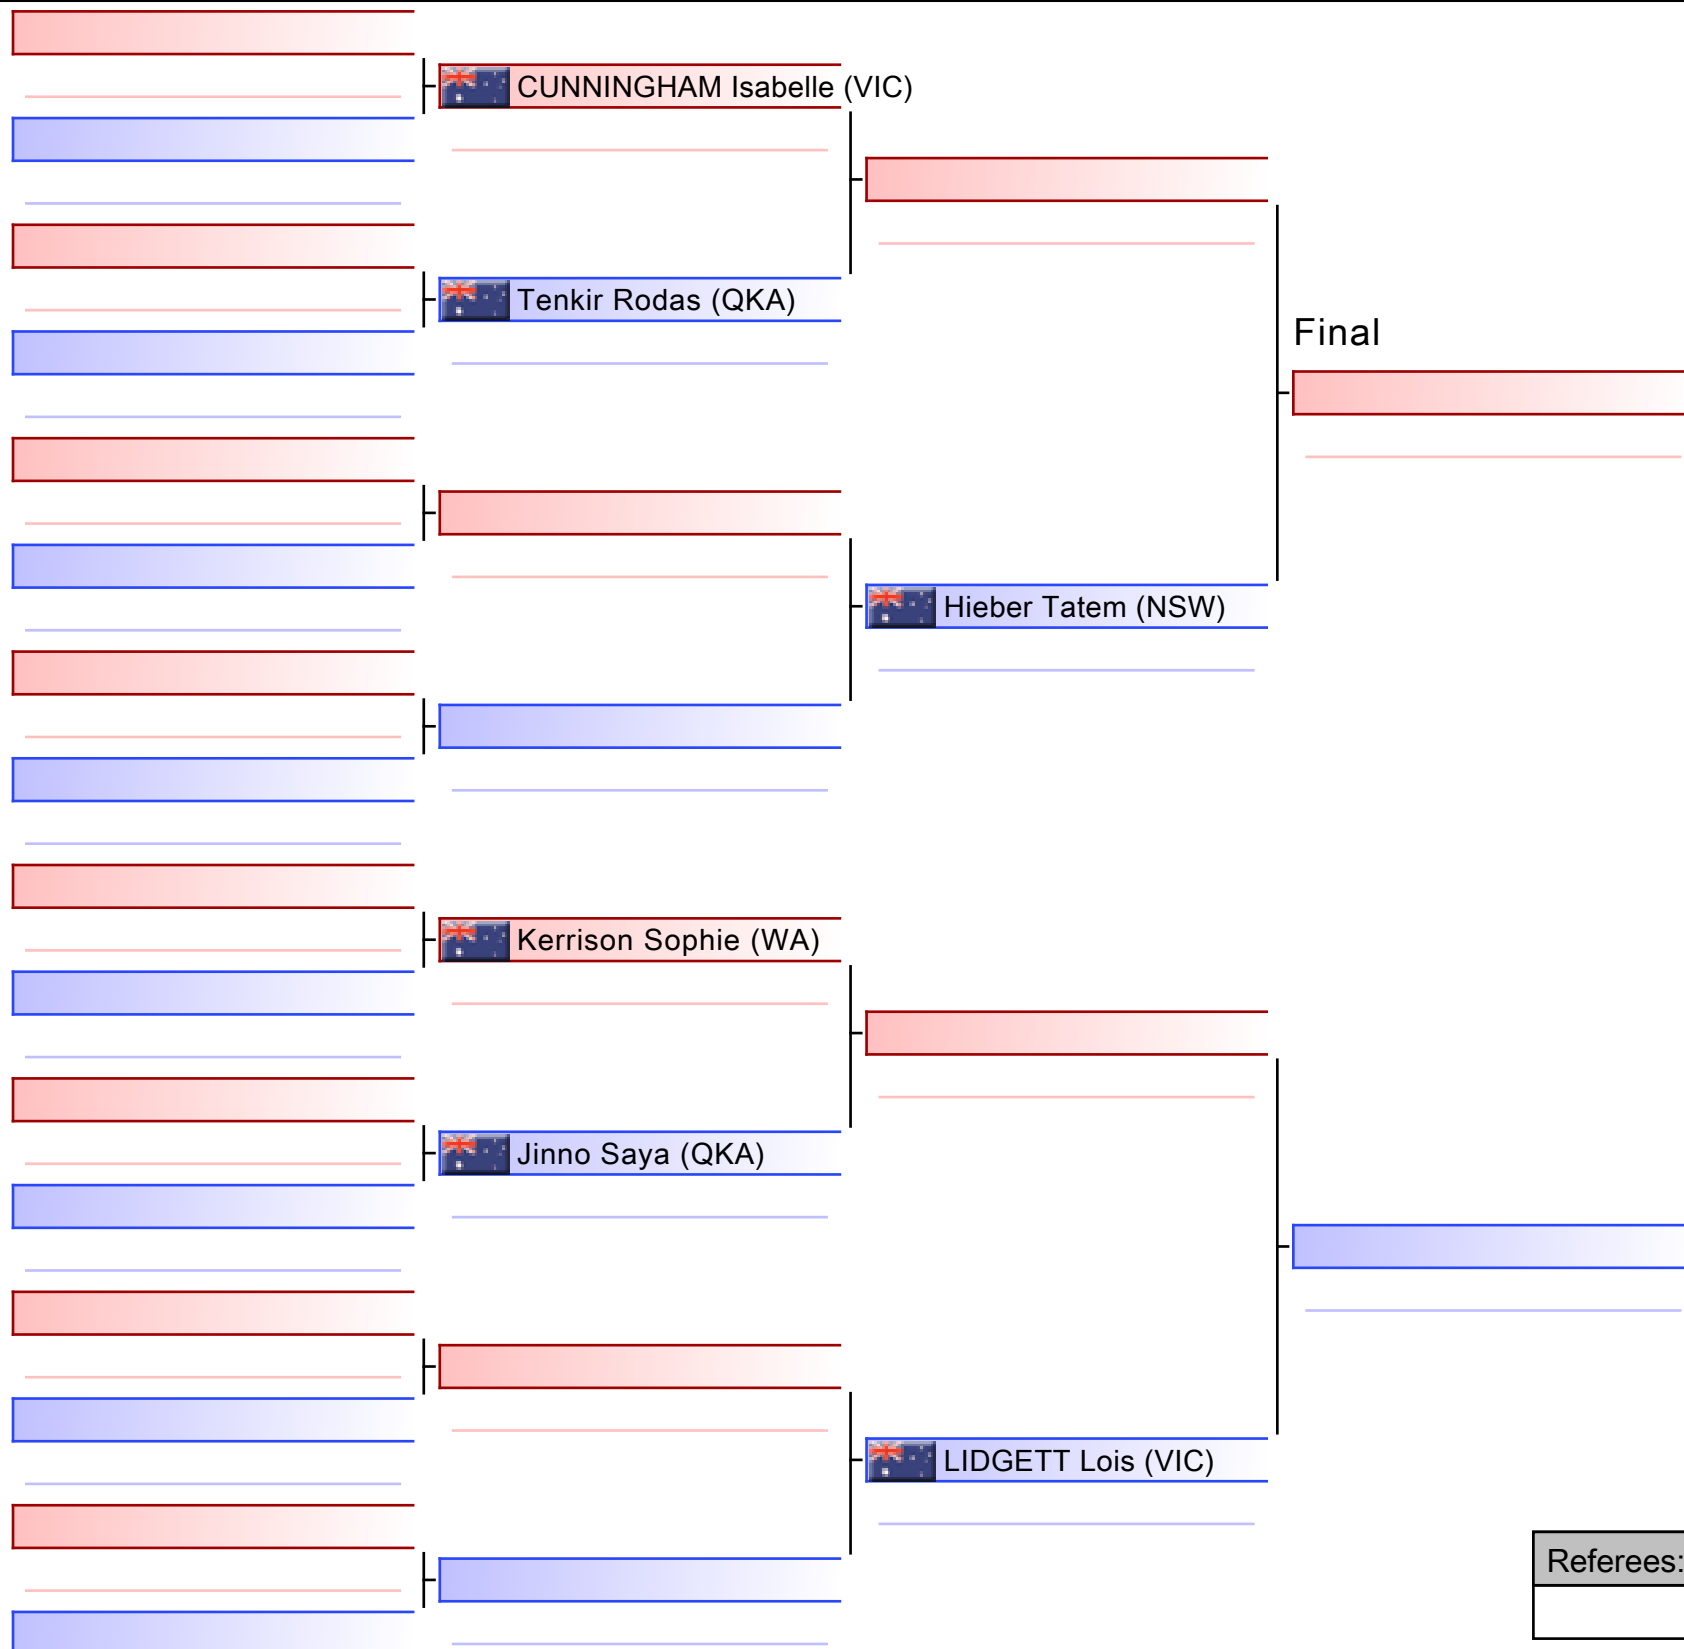 CUNNINGHAM Isabelle (VIC)
Tenkir Rodas (QKA)
Final
Hieber Tatem (NSW)
Kerrison Sophie (WA)
Jinno Saya (QKA)
LIDGETT Lois (VIC)
Referees: